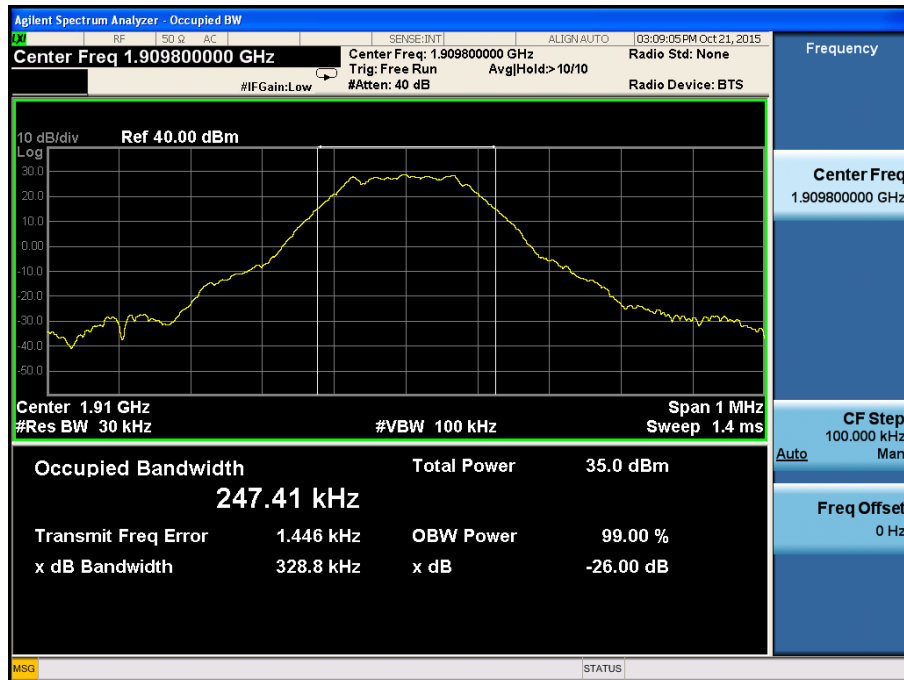 Agilent Spectrum Analyzer - Occupied BW
LXI RF 50 Ω AC SENSE:INT ALIGN AUTO 03:09:05 PM Oct 21, 2015
Center Freq 1.909800000 GHz
Center Freq: 1.909800000 GHz
Radio Std: None
Trig: Free Run Avg|Hold:>10/10
#IFGain:Low
#Atten: 40 dB
Radio Device: BTS
10 dB/div Ref 40.00 dBm
Log
30.0
20.0
10.0
0.00
-10.0
-20.0
-30.0
-40.0
-50.0
Center 1.91 GHz Span 1 MHz
#Res BW 30 kHz #VBW 100 kHz Sweep 1.4 ms
Occupied Bandwidth Total Power 35.0 dBm
247.41 kHz
Transmit Freq Error 1.446 kHz OBW Power 99.00 %
x dB Bandwidth 328.8 kHz x dB -26.00 dB
MSG STATUS
Frequency
Center Freq
1.909800000 GHz
CF Step
100.000 kHz
Auto Man
Freq Offset
0 Hz